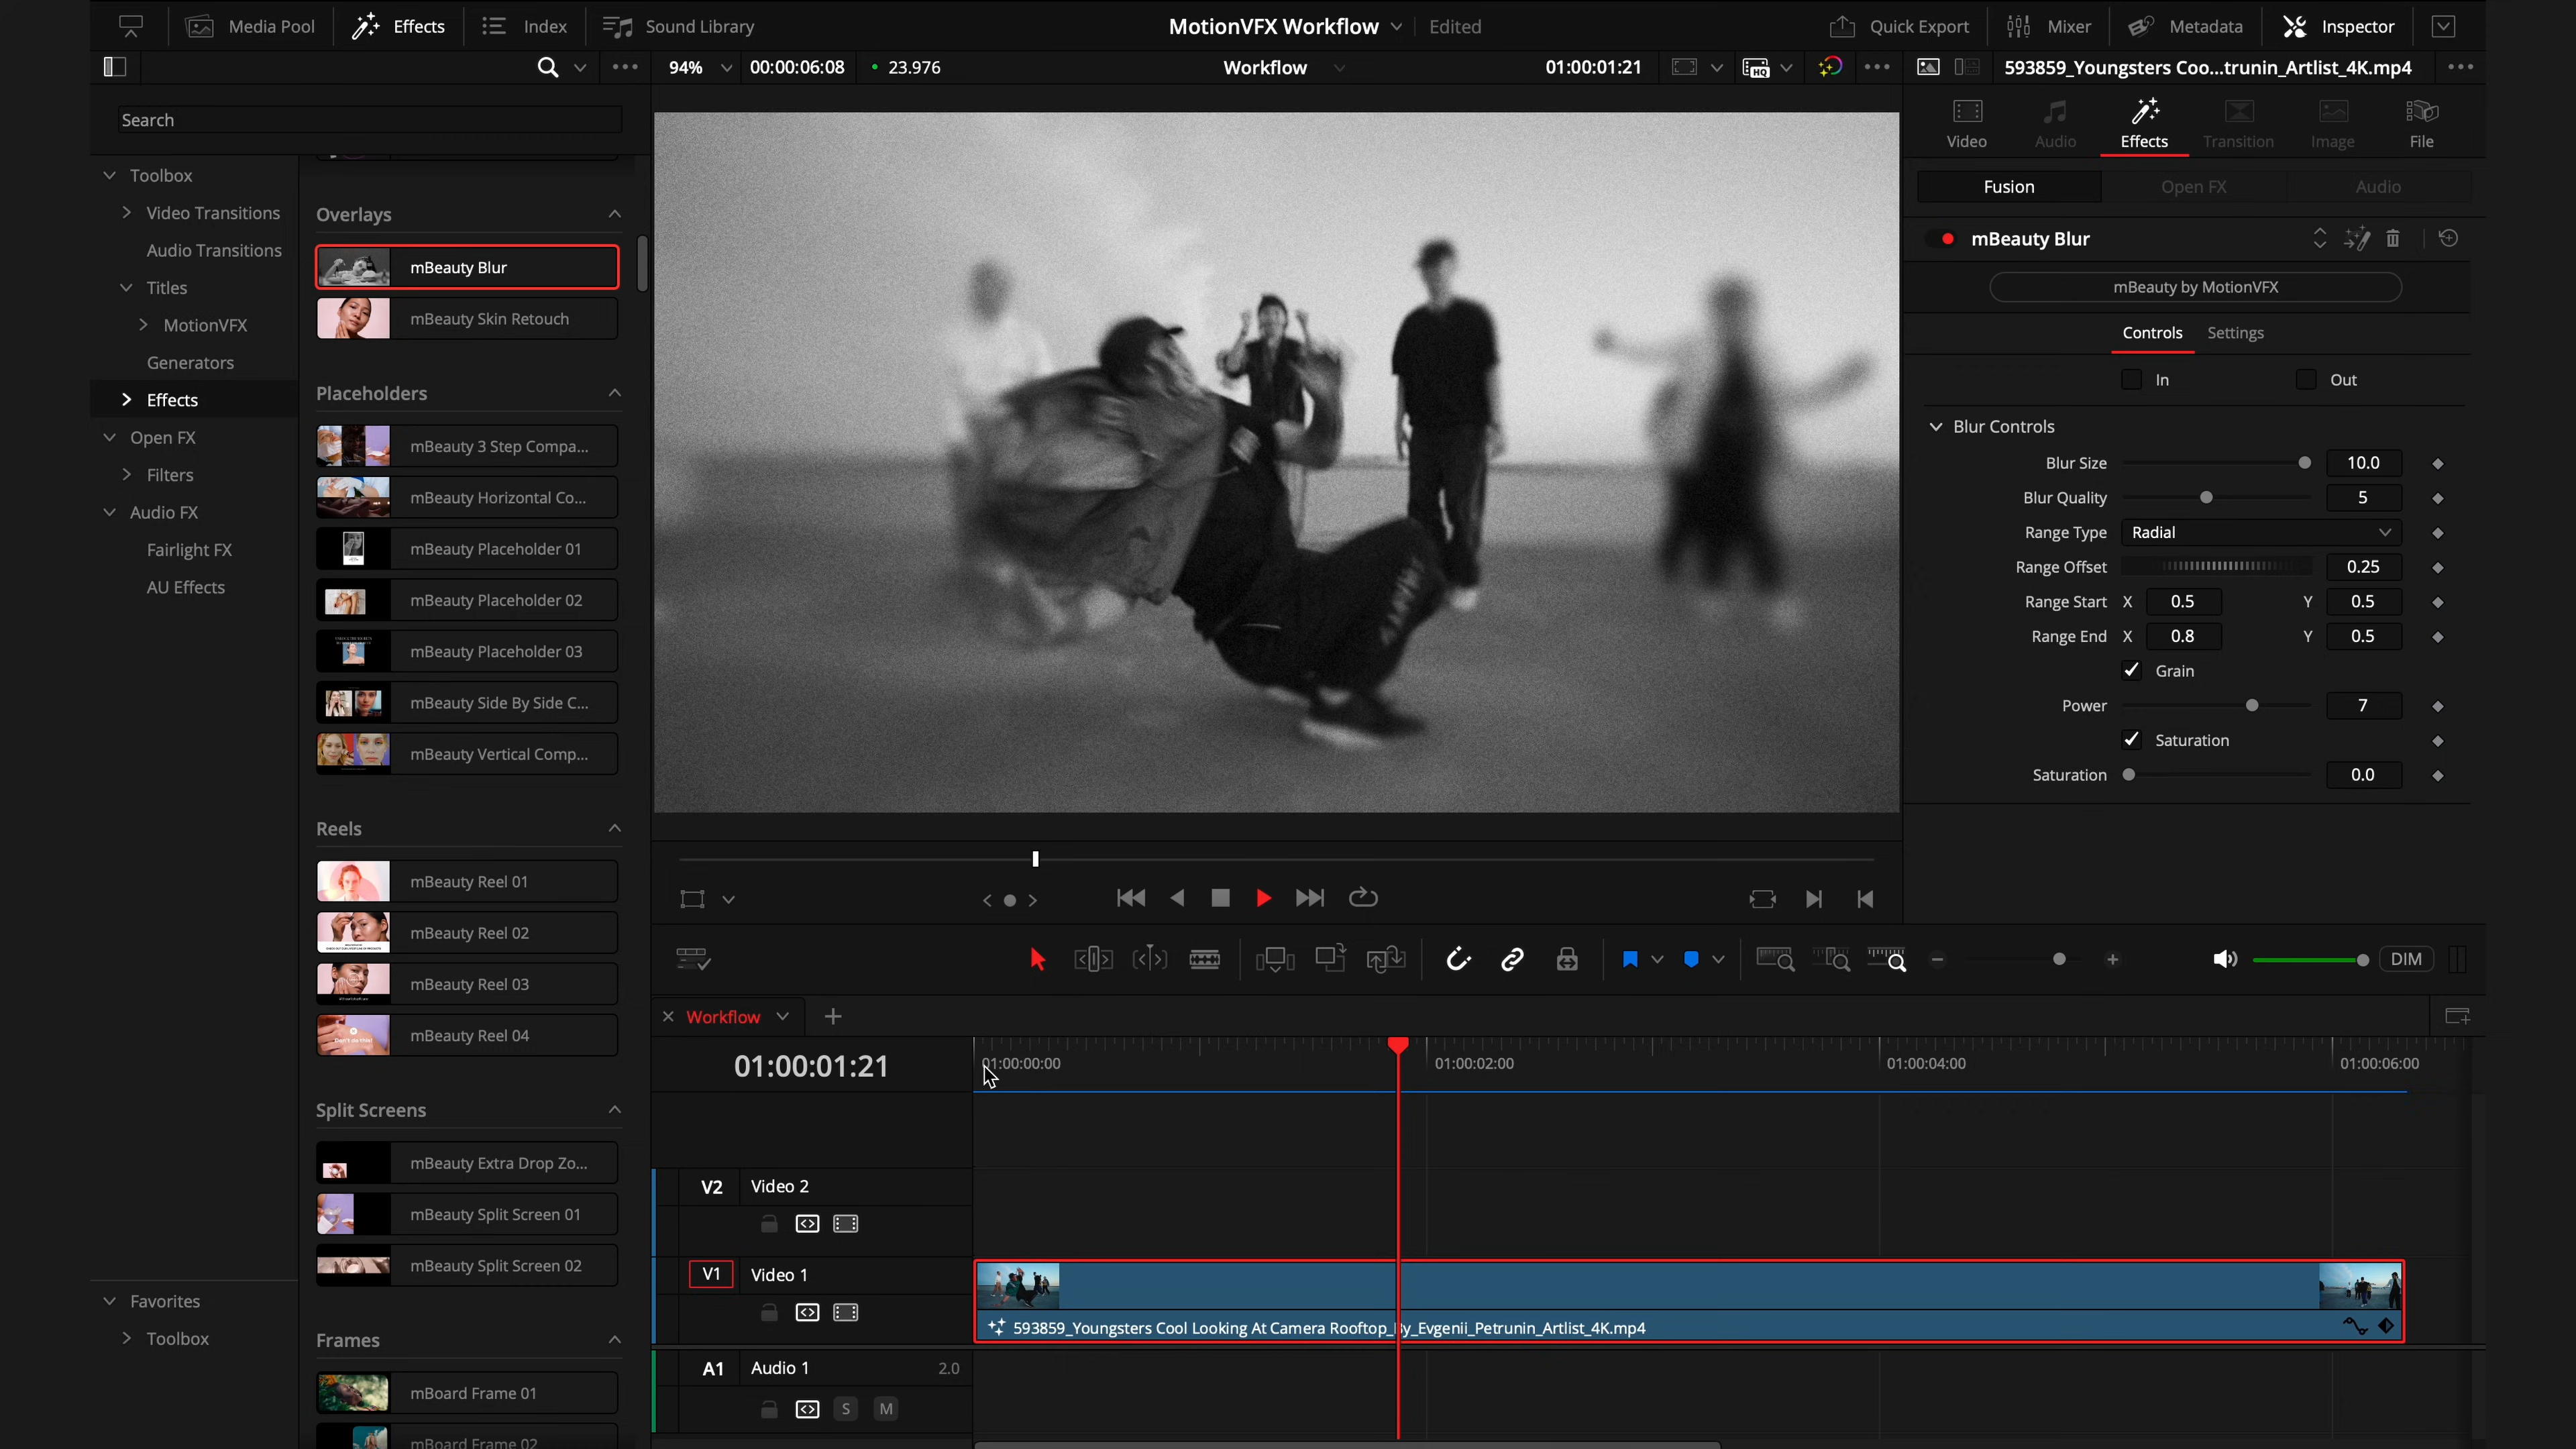 Media Pool
Effects
Index
Sound Library
MotionVFX Workflow
Edited
Quick Export
Mixer
Metadata
Inspector
94%
00:00:06:08
23.976
Workflow
01:00:01:21
HQ
593859_Youngsters Coo...trunin_Artlist_4K.mp4
Search
Toolbox
Video Transitions
Audio Transitions
Titles
MotionVFX
Generators
Effects
Open FX
Filters
Audio FX
Fairlight FX
AU Effects
Favorites
Toolbox
Overlays
mBeauty Blur
mBeauty Skin Retouch
Placeholders
mBeauty 3 Step Compa...
mBeauty Horizontal Co...
mBeauty Placeholder 01
mBeauty Placeholder 02
mBeauty Placeholder 03
mBeauty Side By Side C...
mBeauty Vertical Comp...
Reels
mBeauty Reel 01
mBeauty Reel 02
mBeauty Reel 03
mBeauty Reel 04
Split Screens
mBeauty Extra Drop Zo...
mBeauty Split Screen 01
mBeauty Split Screen 02
Frames
mBoard Frame 01
mBoard Frame 02
Video
Audio
Effects
Transition
Image
File
Fusion
Open FX
Audio
mBeauty Blur
mBeauty by MotionVFX
Controls
Settings
In
Out
Blur Controls
Blur Size 10.0
Blur Quality 5
Range Type Radial
Range Offset 0.25
Range Start X 0.5 Y 0.5
Range End X 0.8 Y 0.5
Grain
Power 7
Saturation
Saturation 0.0
DIM
Workflow
01:00:01:21
01:00:00:00
01:00:02:00
01:00:04:00
01:00:06:00
V2 Video 2
V1 Video 1
593859_Youngsters Cool Looking At Camera Rooftop_By_Evgenii_Petrunin_Artlist_4K.mp4
A1 Audio 1 2.0
S M